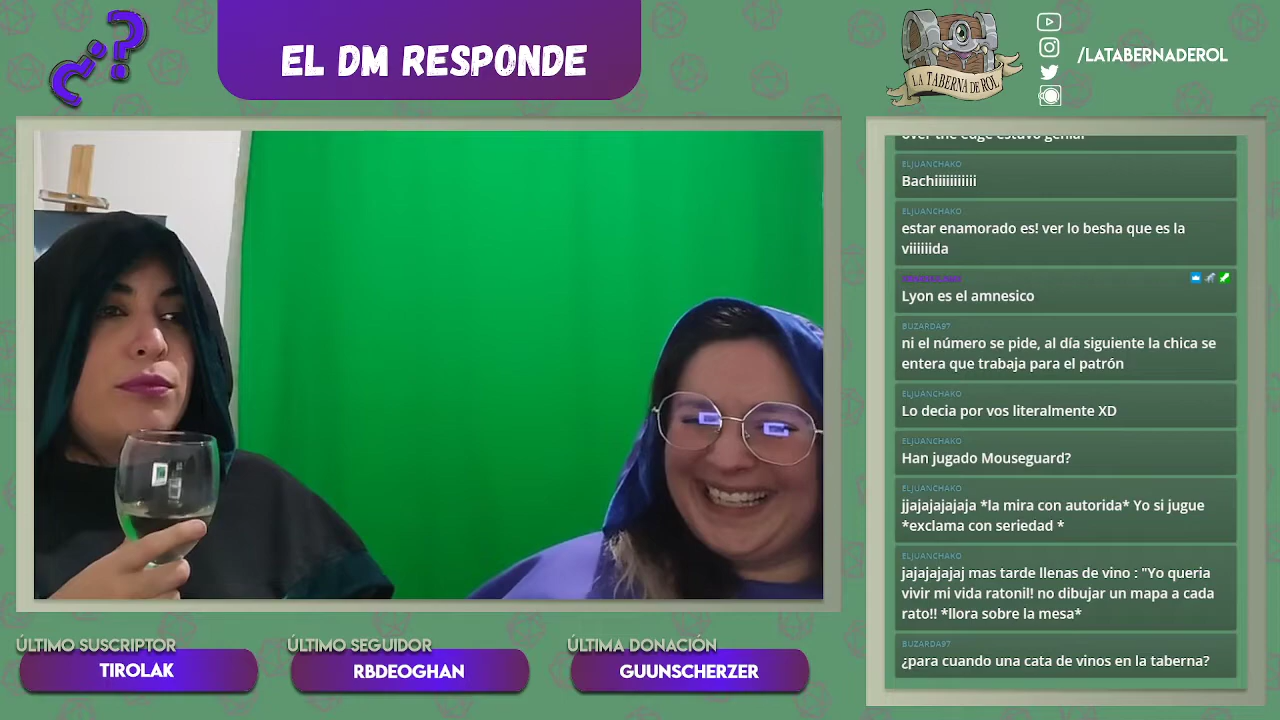 ¿?
EL DM RESPONDE
LA TABERNA DE ROL
/LATABERNADEROL
over the edge estuvo genial
ELJUANCHAKO
Bachiiiiiiiiiii
ELJUANCHAKO
estar enamorado es! ver lo besha que es la
viiiiiida
Lyon es el amnesico
BUZARDA97
ni el número se pide, al día siguiente la chica se
entera que trabaja para el patrón
ELJUANCHAKO
Lo decia por vos literalmente XD
ELJUANCHAKO
Han jugado Mouseguard?
ELJUANCHAKO
jjajajajajaja *la mira con autorida* Yo si jugue
*exclama con seriedad *
ELJUANCHAKO
jajajajajaj mas tarde llenas de vino : "Yo queria
vivir mi vida ratonil! no dibujar un mapa a cada
rato!! *llora sobre la mesa*
BUZARDA97
¿para cuando una cata de vinos en la taberna?
ÚLTIMO SUSCRIPTOR
TIROLAK
ÚLTIMO SEGUIDOR
RBDEOGHAN
ÚLTIMA DONACIÓN
GUUNSCHERZER